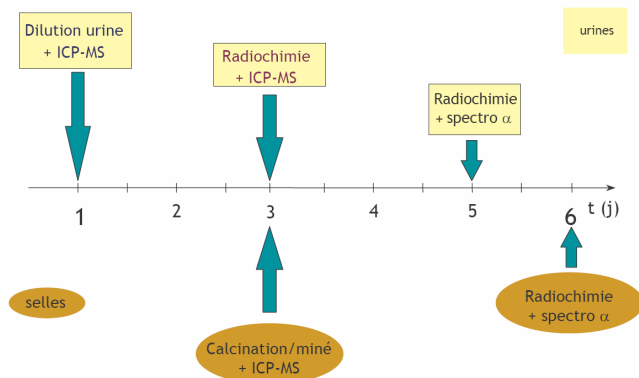 Dilution urine
+ ICP-MS
urines
Radiochimie
+ ICP-MS
Radiochimie
+ spectro α
1
2
3
4
5
6
t (j)
selles
Radiochimie
+ spectro α
Calcination/miné
+ ICP-MS